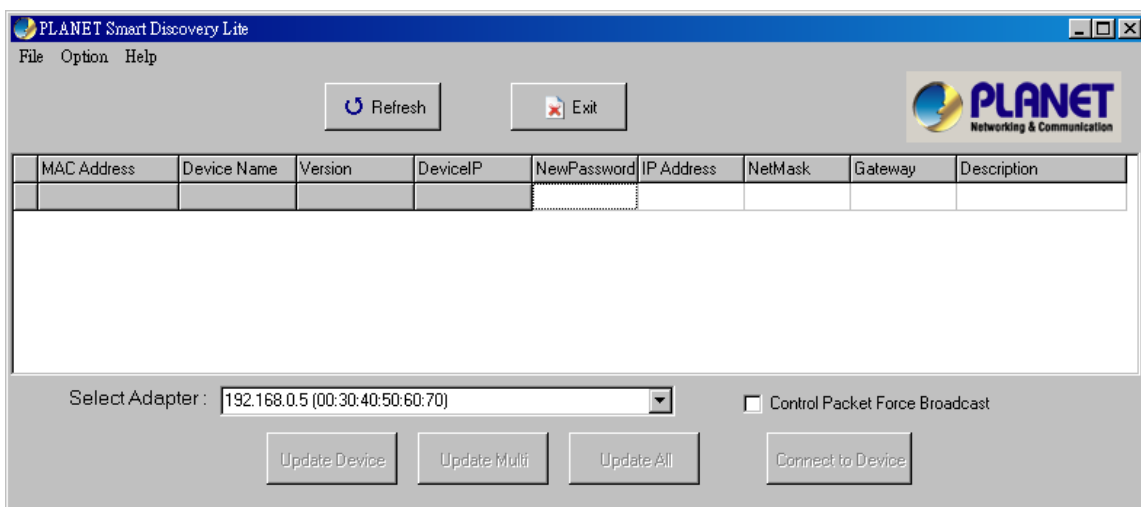 PLANET Smart Discovery Lite
File Option Help
Refresh Exit
PLANET
Networking & Communication
MAC Address Device Name Version DeviceIP NewPassword IP Address NetMask Gateway Description
Select Adapter : 192.168.0.5 (00:30:40:50:60:70) Control Packet Force Broadcast
Update Device Update Multi Update All Connect to Device